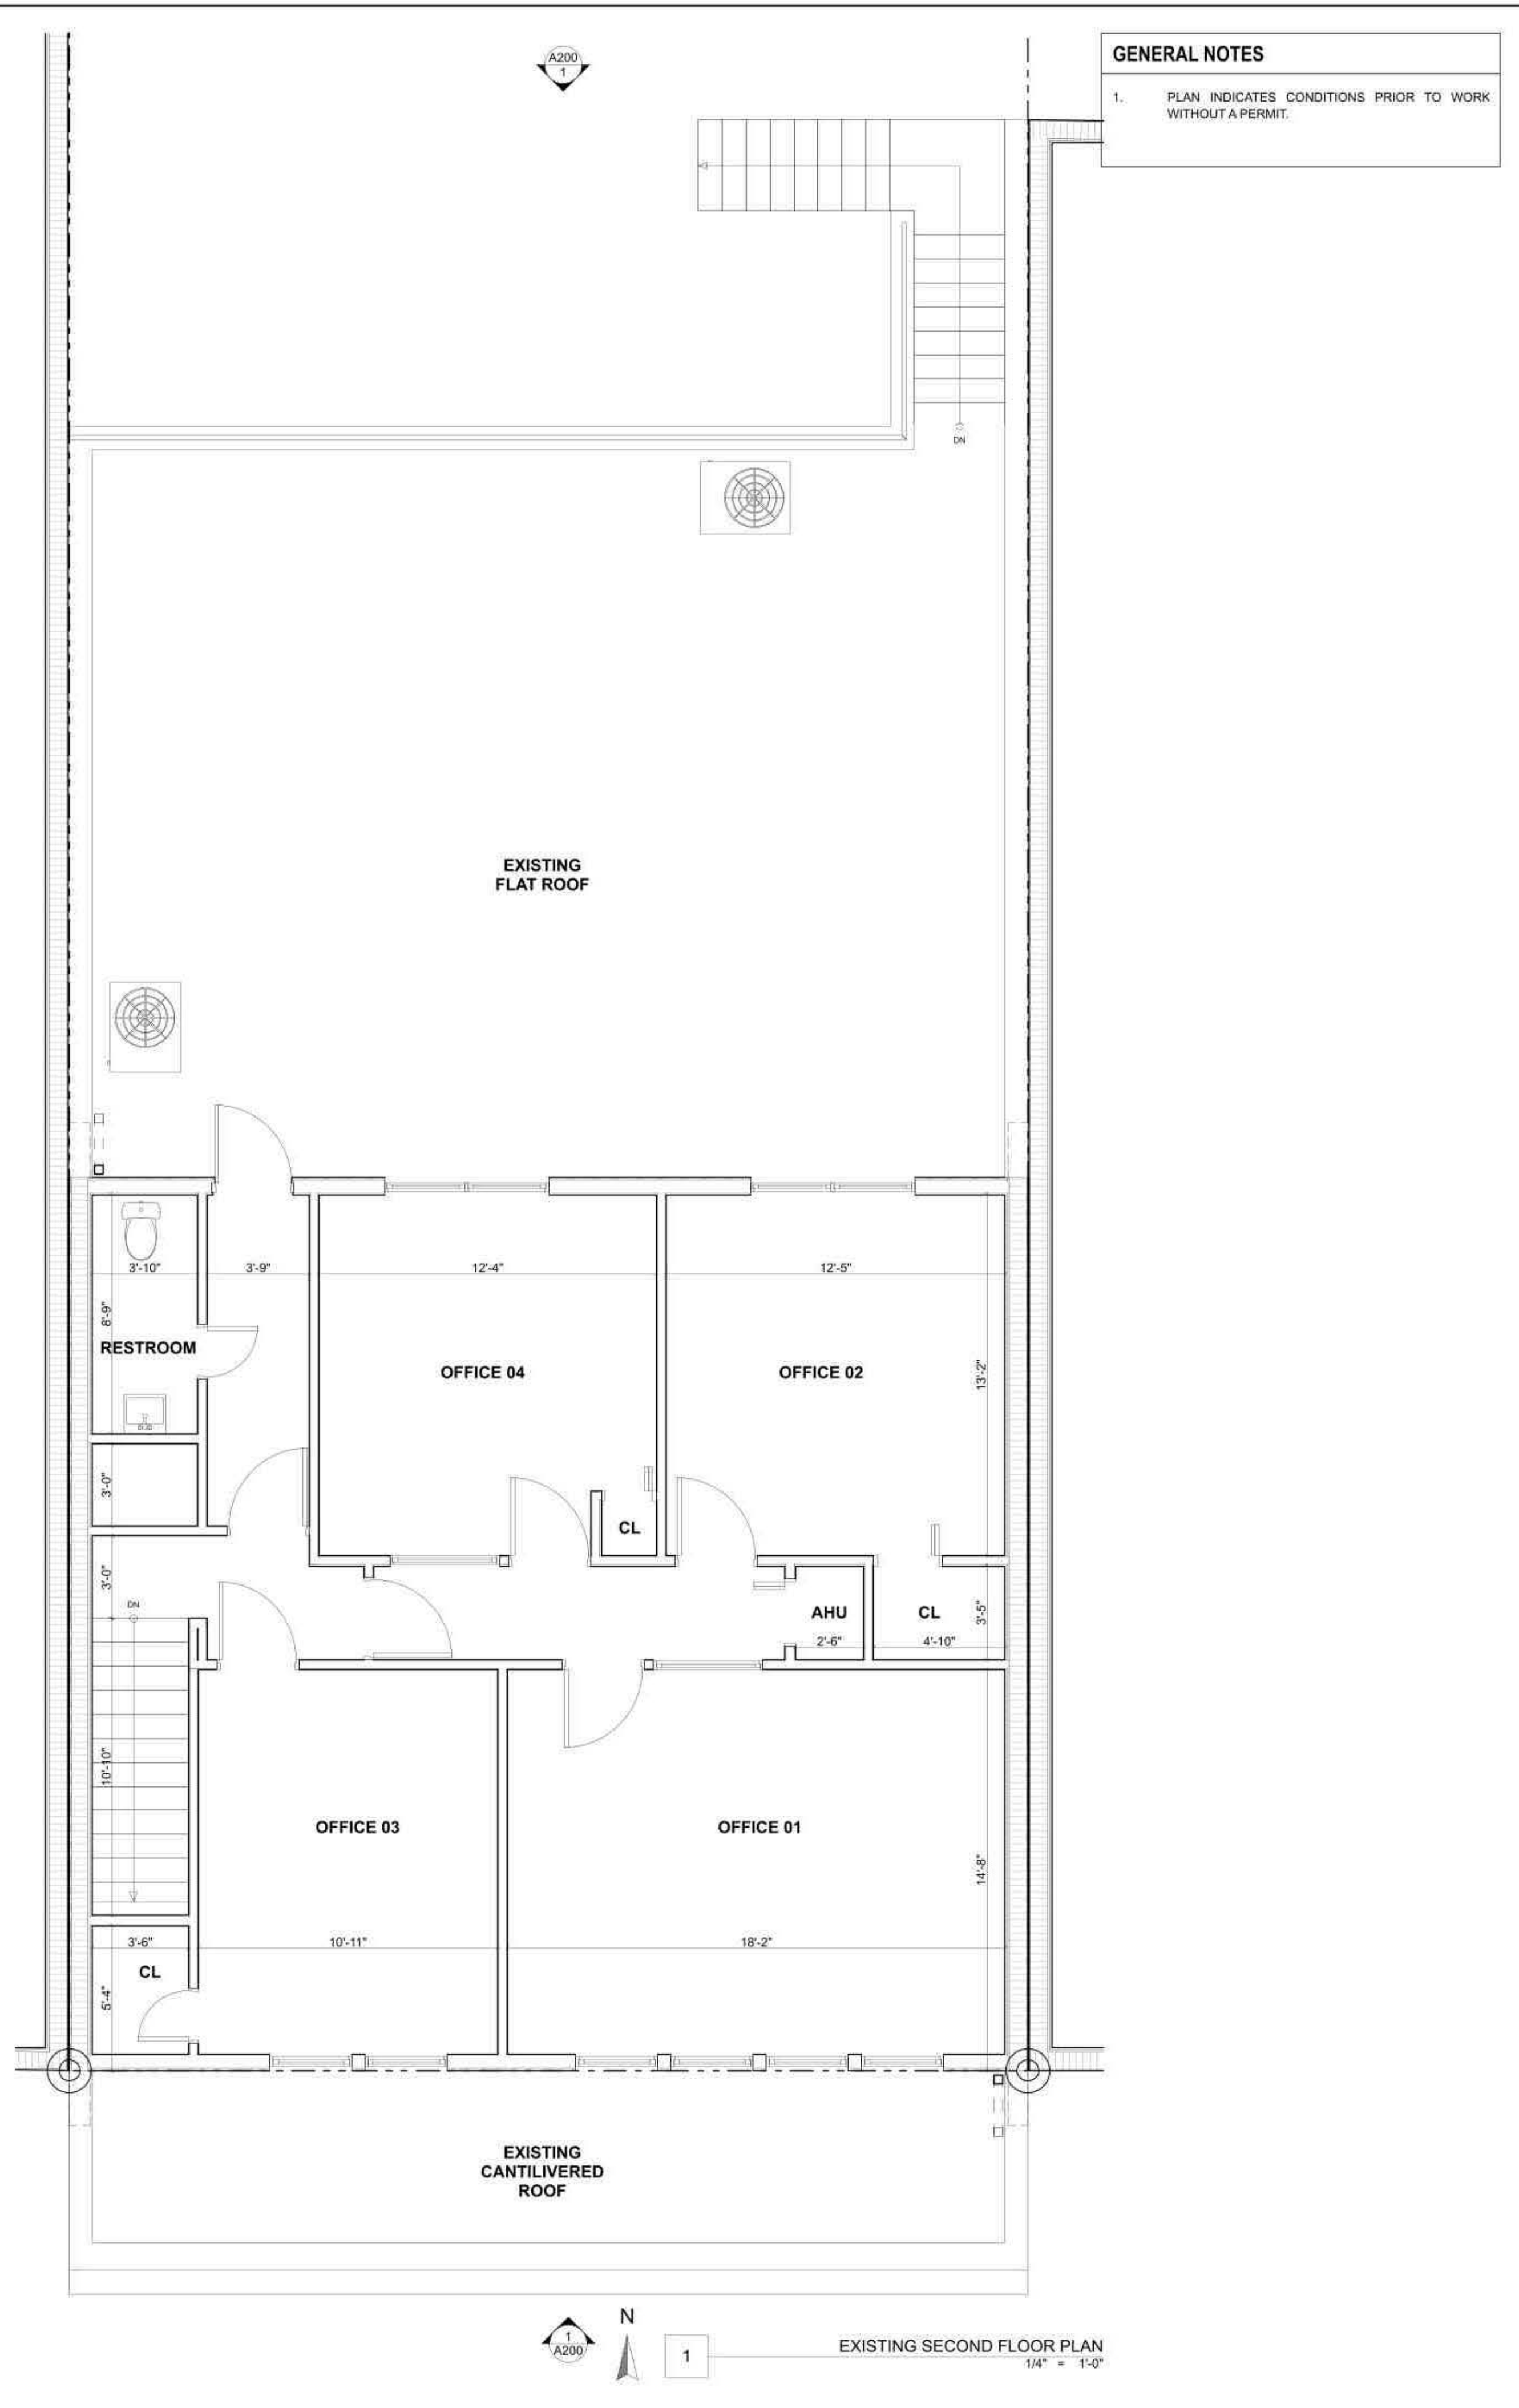 A200
1
GENERAL NOTES
1. PLAN INDICATES CONDITIONS PRIOR TO WORK
WITHOUT A PERMIT.
DN
EXISTING
FLAT ROOF
3'-10"
3'-9"
12'-4"
12'-5"
8'-9"
RESTROOM
OFFICE 04
OFFICE 02
13'-2"
3'-0"
CL
3'-0"
DN
AHU
CL
3'-5"
2'-6"
4'-10"
10'-10"
OFFICE 03
OFFICE 01
14'-8"
3'-6"
10'-11"
18'-2"
CL
5'-4"
EXISTING
CANTILIVERED
ROOF
N
1
A200
1
EXISTING SECOND FLOOR PLAN
1/4" = 1'-0"